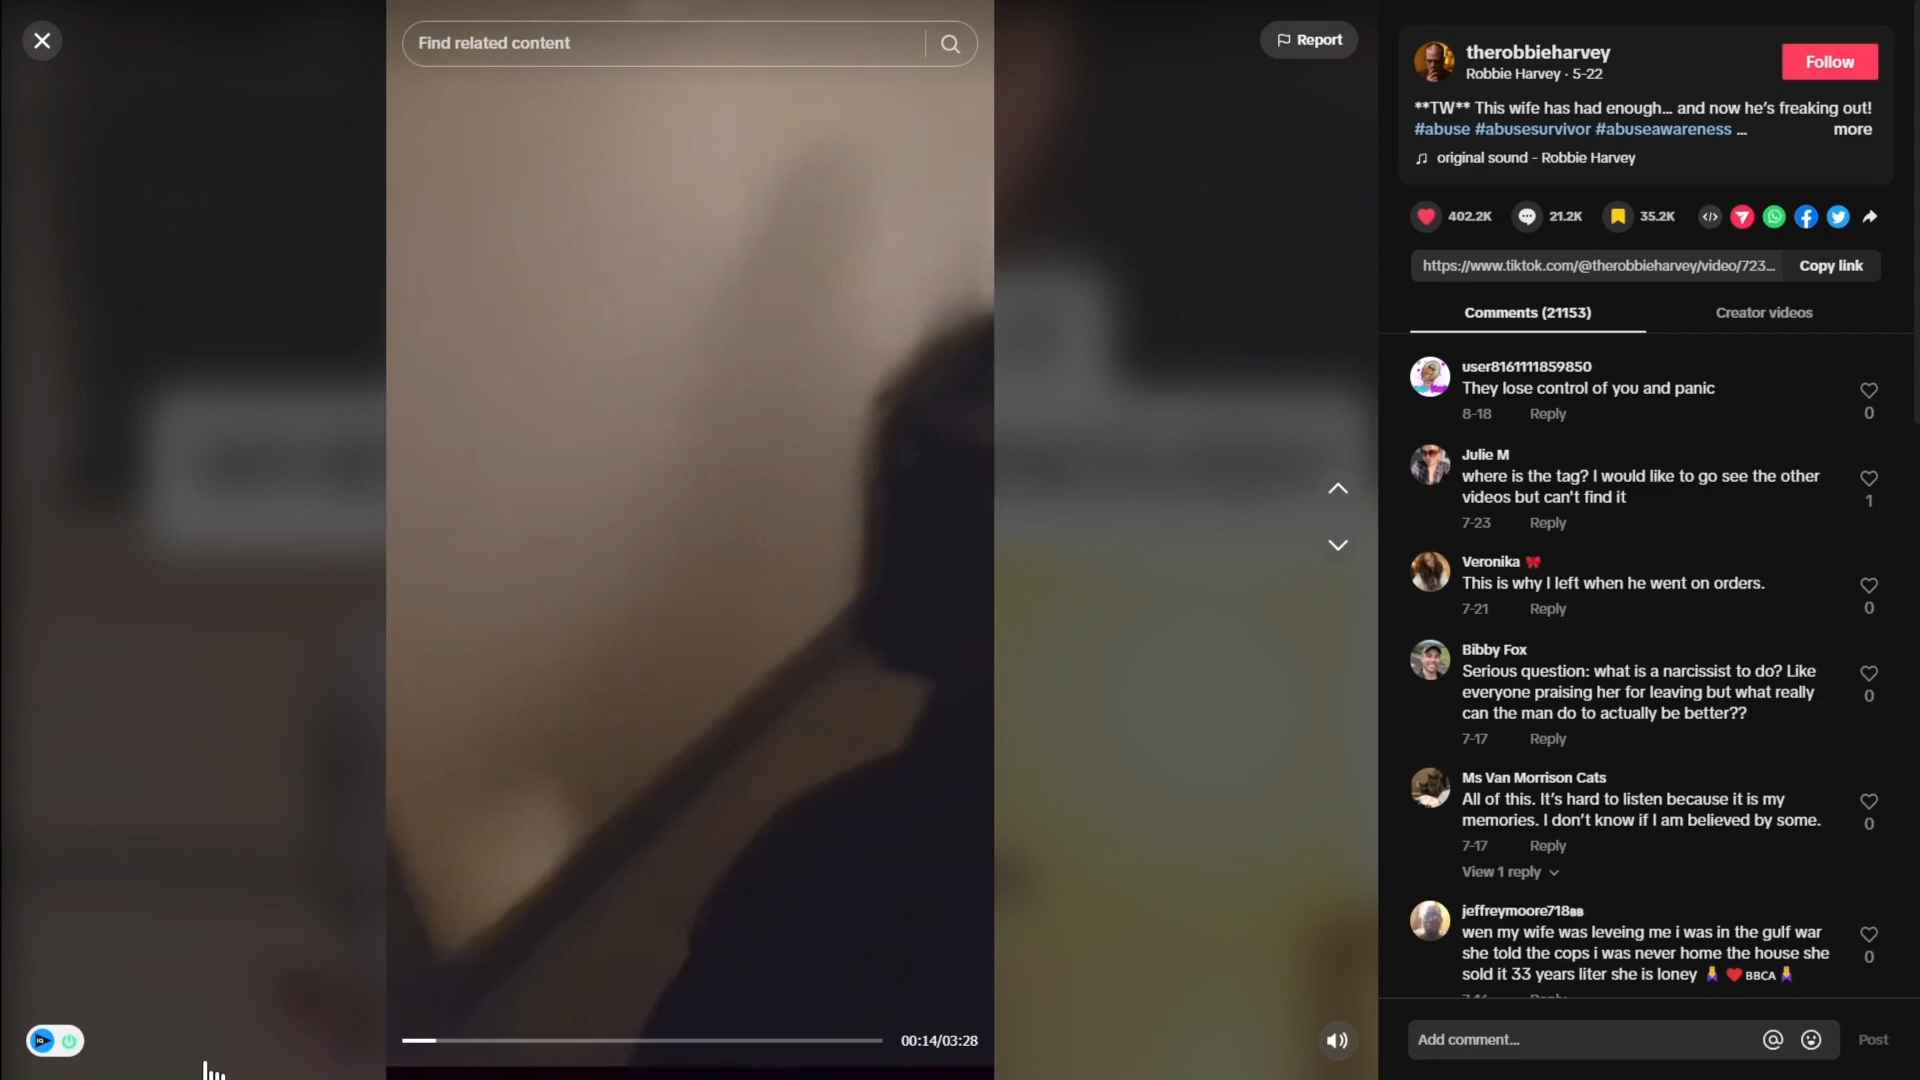 Find related content
Report
00:14/03:28
therobbieharvey
Robbie Harvey · 5-22
Follow
**TW** This wife has had enough... and now he's freaking out!
#abuse #abusesurvivor #abuseawareness ... more
original sound - Robbie Harvey
402.2K 21.2K 35.2K
https://www.tiktok.com/@therobbieharvey/video/723... Copy link
Comments (21153) Creator videos
user8161111859850
They lose control of you and panic
8-18 Reply
0
Julie M
where is the tag? I would like to go see the other
videos but can't find it
7-23 Reply
1
Veronika
This is why I left when he went on orders.
7-21 Reply
0
Bibby Fox
Serious question: what is a narcissist to do? Like
everyone praising her for leaving but what really
can the man do to actually be better??
7-17 Reply
0
Ms Van Morrison Cats
All of this. It's hard to listen because it is my
memories. I don't know if I am believed by some.
7-17 Reply
0
View 1 reply
jeffreymoore718BB
wen my wife was leveing me i was in the gulf war
she told the cops i was never home the house she
sold it 33 years liter she is loney BBCA
0
Add comment... Post